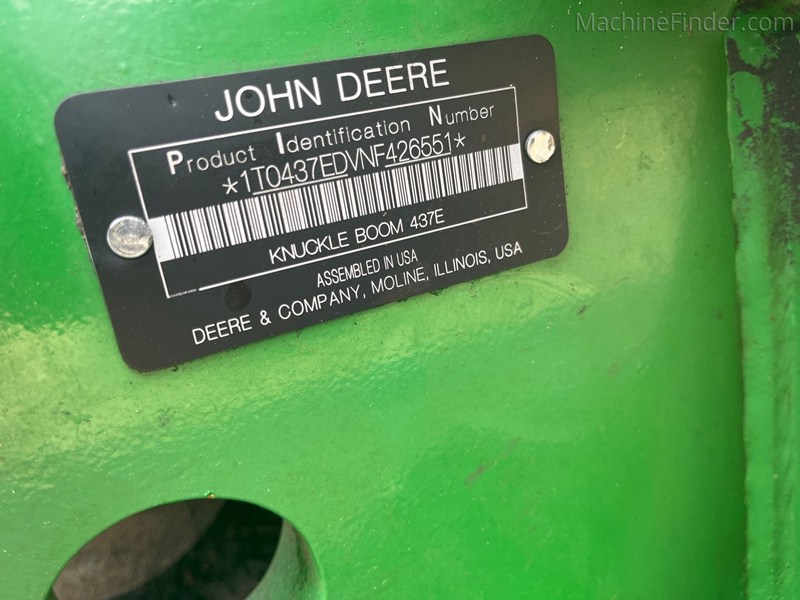 MachineFinder.com
JOHN DEERE
Product Identification Number
*1T0437EDVNF426551*
KNUCKLE BOOM 437E
ASSEMBLED IN USA
DEERE & COMPANY, MOLINE, ILLINOIS, USA